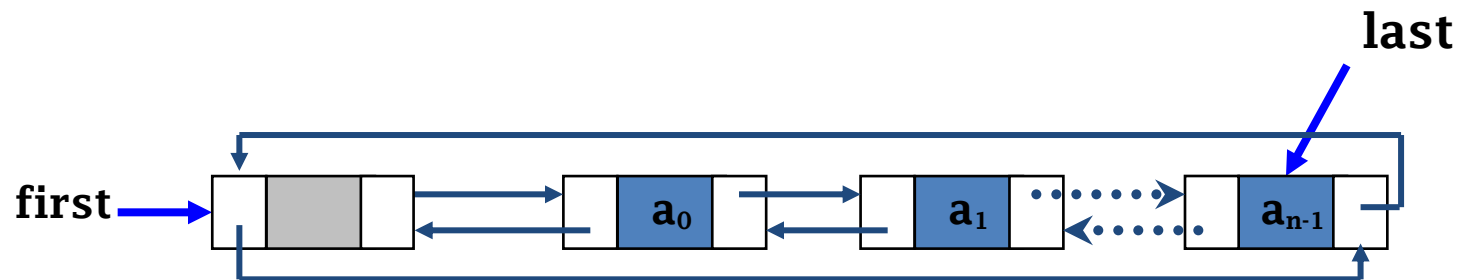 last
first
a₀
a₁
aₙ₋₁